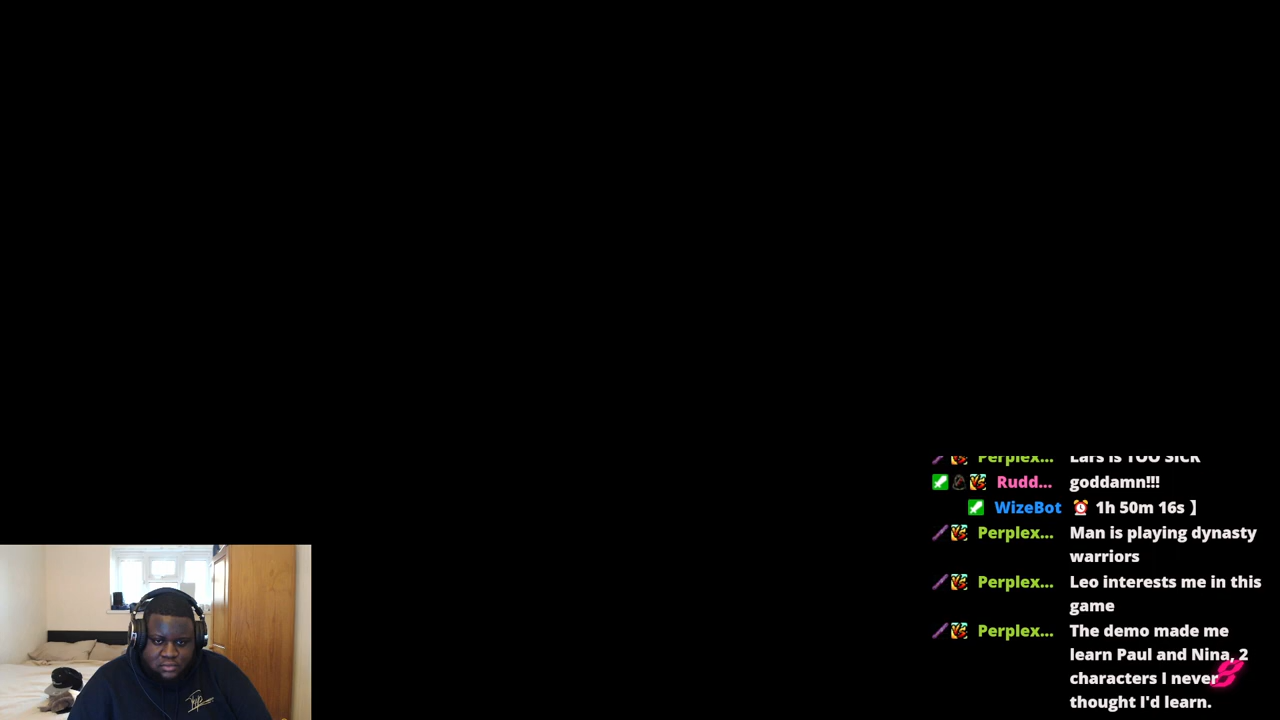 Perplex... Lars is TOO SICK
Rudd... goddamn!!!
WizeBot ⏰ 1h 50m 16s 】
Perplex... Man is playing dynasty
warriors
Perplex... Leo interests me in this
game
Perplex... The demo made me
learn Paul and Nina, 2
characters I never
thought I'd learn.